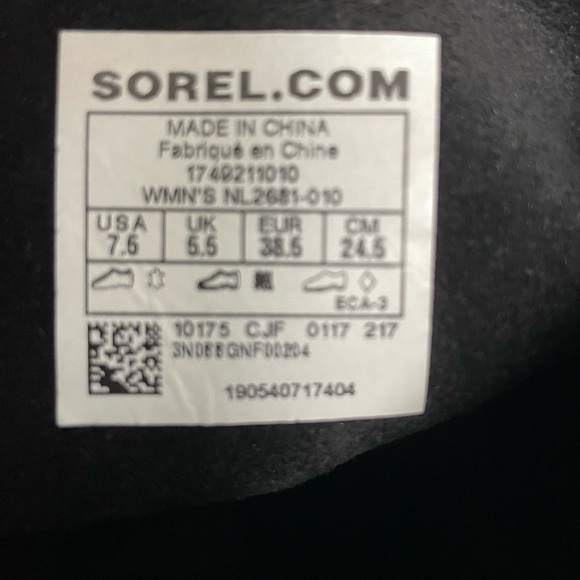 SOREL.COM
MADE IN CHINA
Fabriqué en Chine
1749211010
WMN'S NL2681-010
USA UK EUR CM
7.5 5.5 38.5 24.5
ECA-3
10175 CJF 0117 217
190540717404